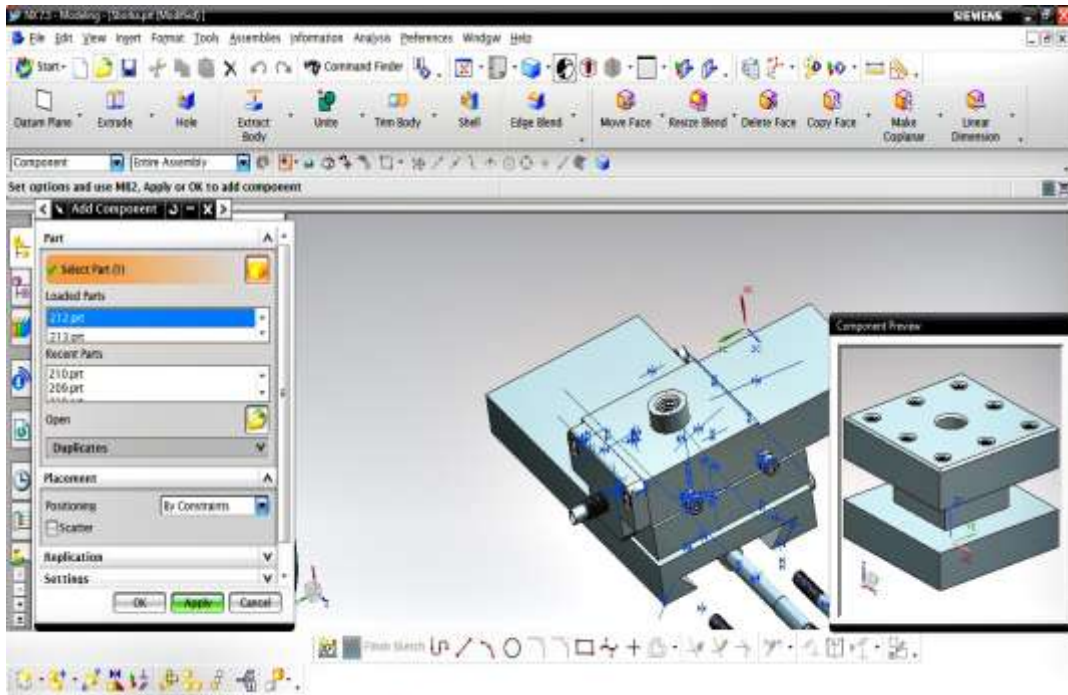 NX 7.5 - Modeling - [Sborka.prt (Modified)]
SIEMENS
File Edit View Insert Format Tools Assemblies Information Analysis Preferences Window Help
Start
Command Finder
Datum Plane Extrude Hole Extract Body Unite Trim Body Shell Edge Blend Move Face Resize Blend Delete Face Copy Face Make Coplanar Linear Dimension
Component Entire Assembly
Set options and use MB2, Apply or OK to add component
Add Component
Part
Select Part (1)
Loaded Parts
212.prt
213.prt
Recent Parts
210.prt
206.prt
Open
Duplicates
Placement
Positioning By Constraints
Scatter
Replication
Settings
OK Apply Cancel
Component Preview
Finish Sketch